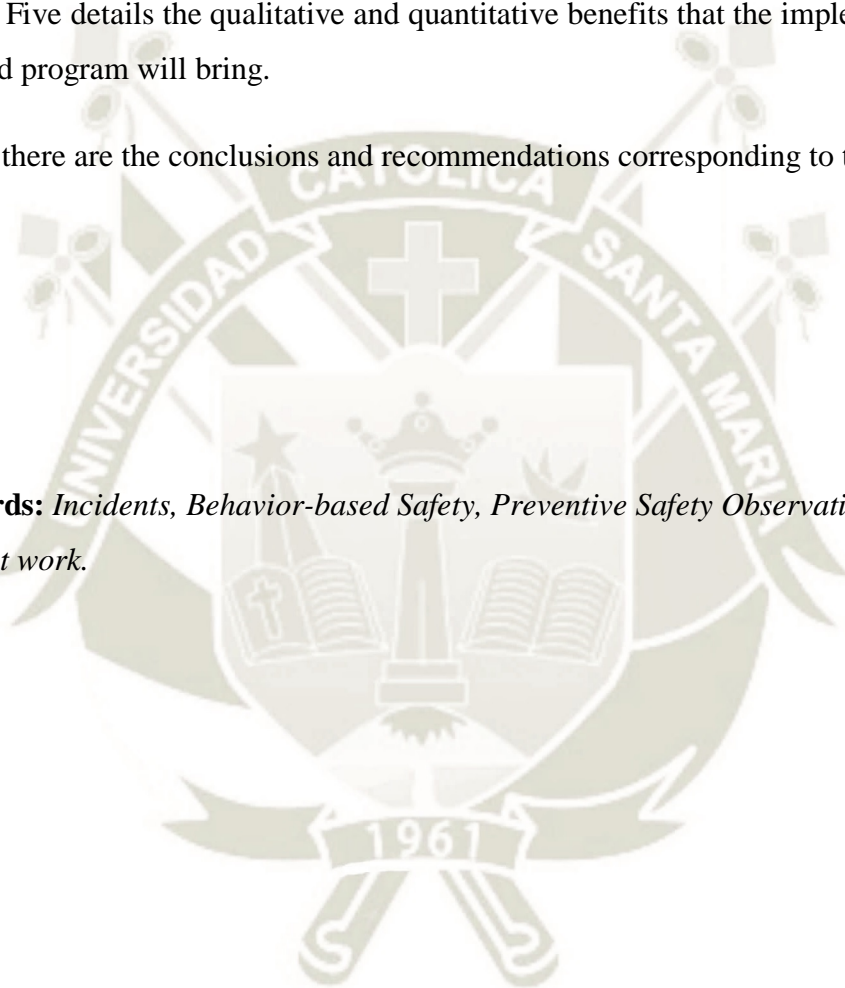 Five details the qualitative and quantitative benefits that the imple
d program will bring.
there are the conclusions and recommendations corresponding to t
UNIVERSIDAD CATOLICA SANTA MARIA
rds: Incidents, Behavior-based Safety, Preventive Safety Observati
t work.
1961